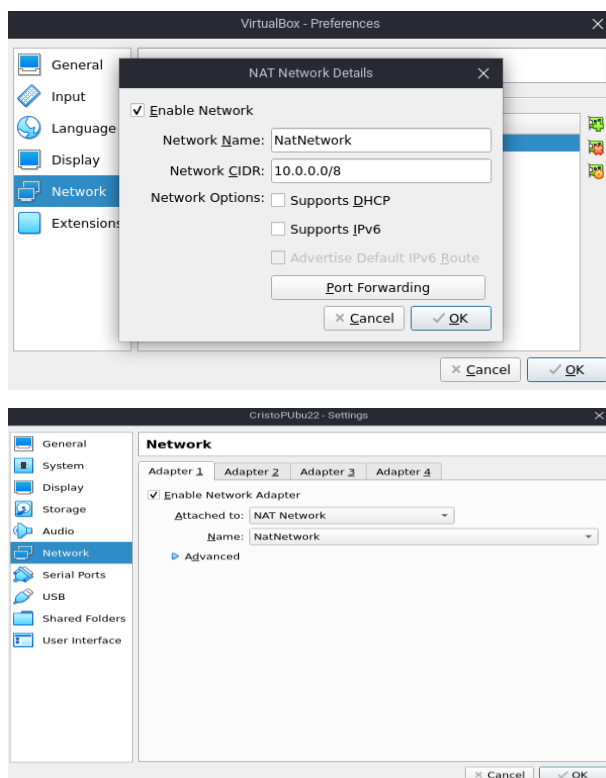 VirtualBox - Preferences
General
Input
Language
Display
Network
Extensions
NAT Network Details
Enable Network
Network Name: NatNetwork
Network CIDR: 10.0.0.0/8
Network Options: Supports DHCP
Supports IPv6
Advertise Default IPv6 Route
Port Forwarding
Cancel OK
Cancel OK
CristoPUbu22 - Settings
General
System
Display
Storage
Audio
Network
Serial Ports
USB
Shared Folders
User Interface
Network
Adapter 1 Adapter 2 Adapter 3 Adapter 4
Enable Network Adapter
Attached to: NAT Network
Name: NatNetwork
Advanced
Cancel OK